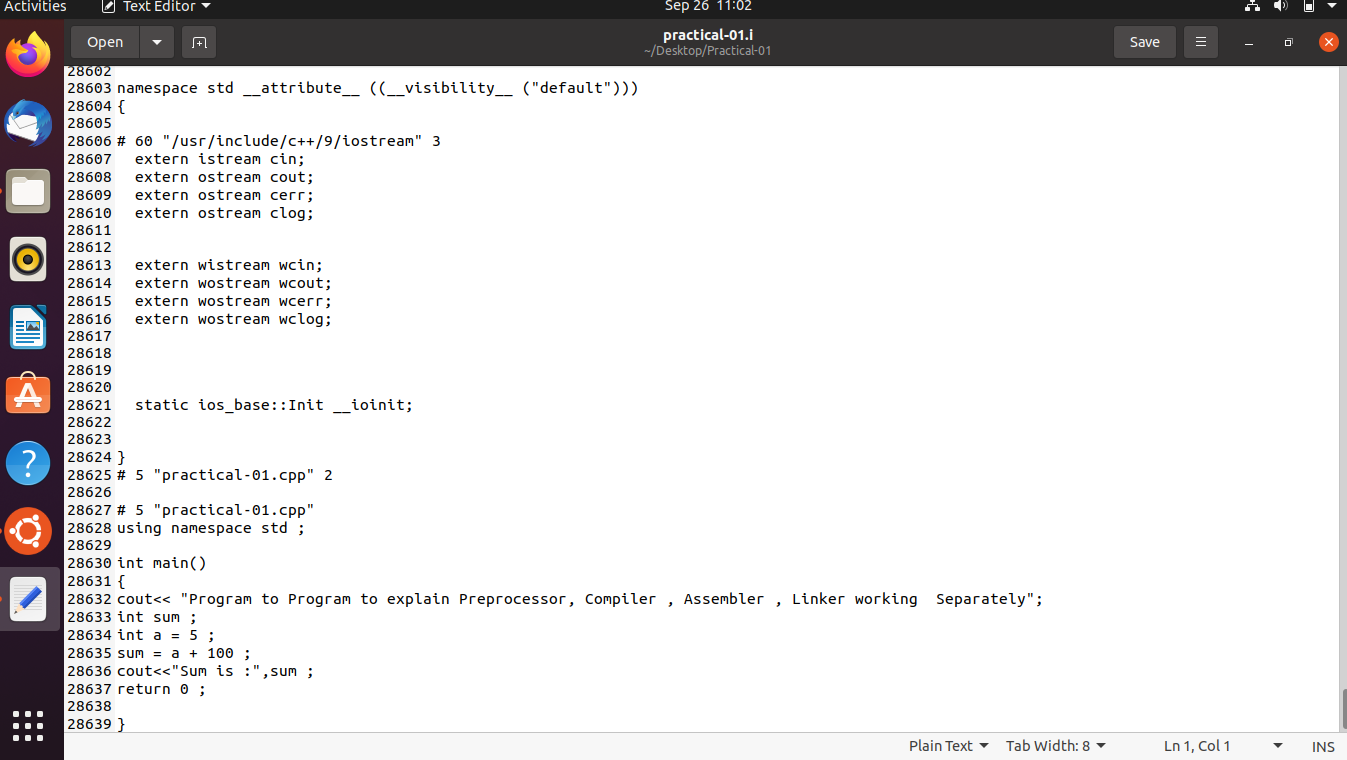 Activities Text Editor Sep 26 11:02
Open practical-01.i Save
~/Desktop/Practical-01
28602
28603 namespace std __attribute__ ((__visibility__ ("default")))
28604 {
28605
28606 # 60 "/usr/include/c++/9/iostream" 3
28607   extern istream cin;
28608   extern ostream cout;
28609   extern ostream cerr;
28610   extern ostream clog;
28611
28612
28613   extern wistream wcin;
28614   extern wostream wcout;
28615   extern wostream wcerr;
28616   extern wostream wclog;
28617
28618
28619
28620
28621   static ios_base::Init __ioinit;
28622
28623
28624 }
28625 # 5 "practical-01.cpp" 2
28626
28627 # 5 "practical-01.cpp"
28628 using namespace std ;
28629
28630 int main()
28631 {
28632 cout<< "Program to Program to explain Preprocessor, Compiler , Assembler , Linker working  Separately";
28633 int sum ;
28634 int a = 5 ;
28635 sum = a + 100 ;
28636 cout<<"Sum is :",sum ;
28637 return 0 ;
28638
28639 }
Plain Text Tab Width: 8 Ln 1, Col 1 INS